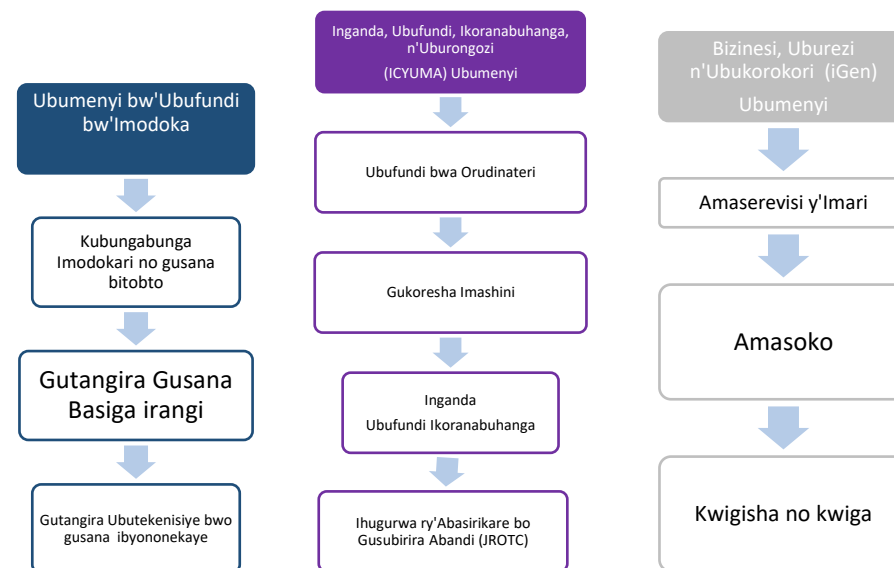 Ubumenyi bw'Ubufundi
bw'Imodoka
Kubungabunga
Imodokari no gusana
bitobto
Gutangira Gusana
Basiga irangi
Gutangira Ubutekenisiye bwo
gusana ibyononekaye
Inganda, Ubufundi, Ikoranabuhanga,
n'Uburongozi
(ICYUMA) Ubumenyi
Ubufundi bwa Orudinateri
Gukoresha Imashini
Inganda
Ubufundi Ikoranabuhanga
Ihugurwa ry'Abasirikare bo
Gusubirira Abandi (JROTC)
Bizinesi, Uburezi
n'Ubukorokori (iGen)
Ubumenyi
Amaserevisi y'Imari
Amasoko
Kwigisha no kwiga